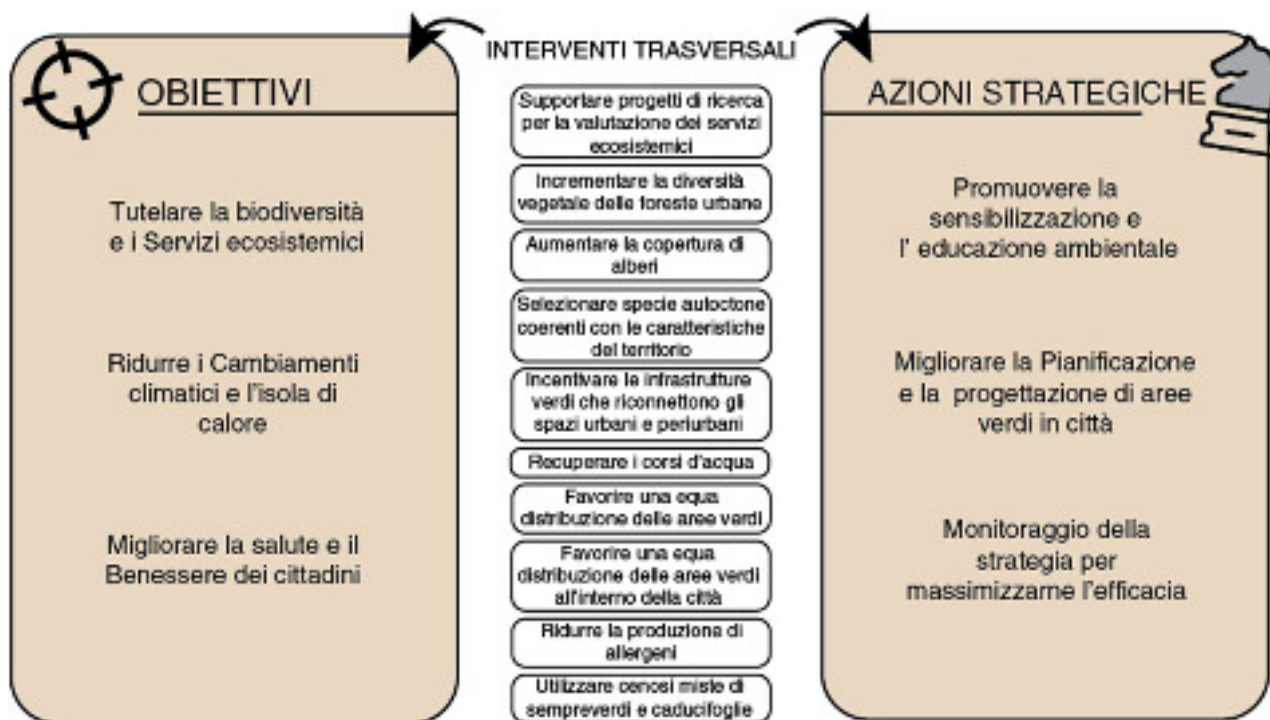 INTERVENTI TRASVERSALI
OBIETTIVI
Tutelare la biodiversità
e i Servizi ecosistemici
Ridurre i Cambiamenti
climatici e l'isola di
calore
Migliorare la salute e il
Benessere dei cittadini
Supportare progetti di ricerca
per la valutazione dei servizi
ecosistemici
Incrementare la diversità
vegetale delle foreste urbane
Aumentare la copertura di
alberi
Selezionare specie autoctone
coerenti con le caratteristiche
del territorio
Incentivare le infrastrutture
verdi che riconnettono gli
spazi urbani e periurbani
Recuperare i corsi d'acqua
Favorire una equa
distribuzione delle aree verdi
Favorire una equa
distribuzione delle aree verdi
all'interno della città
Ridurre la produzione di
allergeni
Utilizzare cenosi miste di
sempreverdi e caducifoglie
AZIONI STRATEGICHE
Promuovere la
sensibilizzazione e
l' educazione ambientale
Migliorare la Pianificazione
e la progettazione di aree
verdi in città
Monitoraggio della
strategia per
massimizzarne l'efficacia